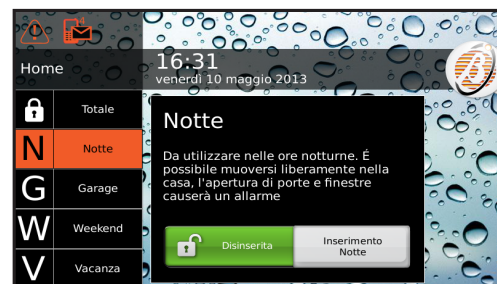 Home
16:31
venerdì 10 maggio 2013
Totale
N Notte
G Garage
W Weekend
V Vacanza
Notte
Da utilizzare nelle ore notturne. É
possibile muoversi liberamente nella
casa, l'apertura di porte e finestre
causerà un allarme
Disinserita
Inserimento
Notte